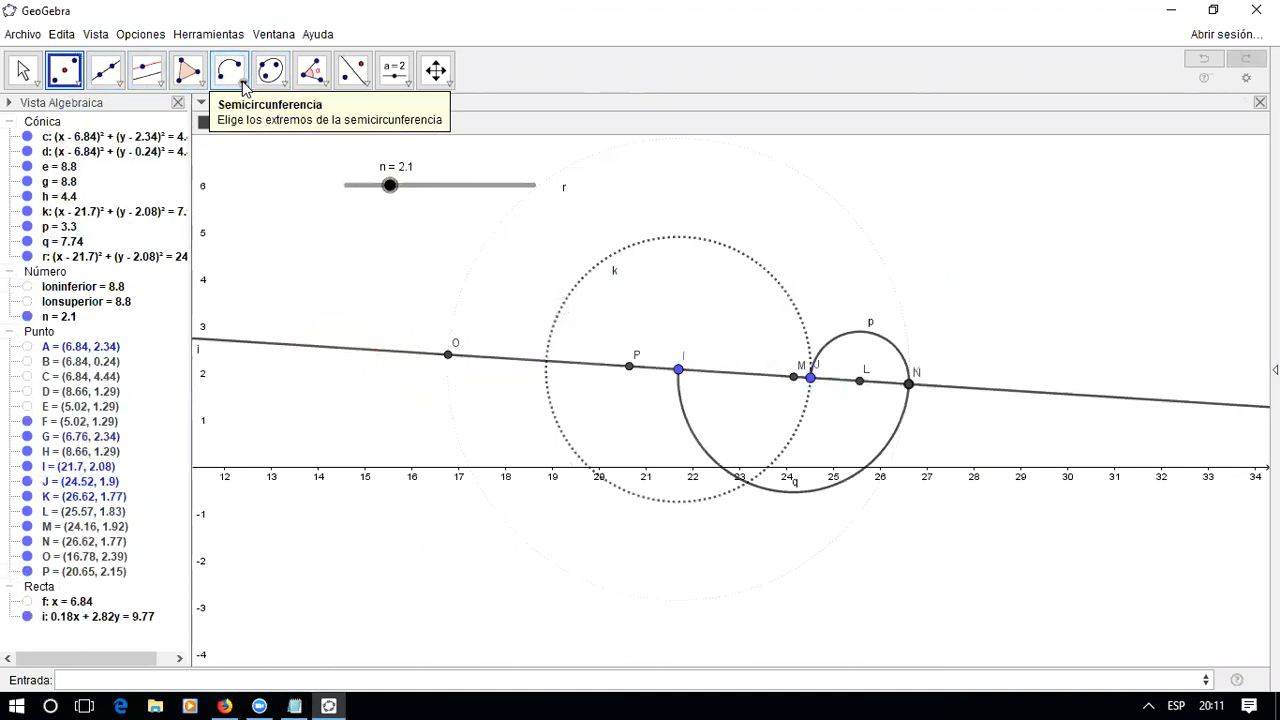 GeoGebra
Archivo Edita Vista Opciones Herramientas Ventana Ayuda
Abrir sesión…
a=2
Vista Algebraica
Semicircunferencia
Elige los extremos de la semicircunferencia
Cónica
c: (x - 6.84)² + (y - 2.34)² = 4.
d: (x - 6.84)² + (y - 0.24)² = 4.
e = 8.8
g = 8.8
h = 4.4
k: (x - 21.7)² + (y - 2.08)² = 7.
p = 3.3
q = 7.74
r: (x - 21.7)² + (y - 2.08)² = 24
Número
loninferior = 8.8
lonsuperior = 8.8
n = 2.1
Punto
A = (6.84, 2.34)
B = (6.84, 0.24)
C = (6.84, 4.44)
D = (8.66, 1.29)
E = (5.02, 1.29)
F = (5.02, 1.29)
G = (6.76, 2.34)
H = (8.66, 1.29)
I = (21.7, 2.08)
J = (24.52, 1.9)
K = (26.62, 1.77)
L = (25.57, 1.83)
M = (24.16, 1.92)
N = (26.62, 1.77)
O = (16.78, 2.39)
P = (20.65, 2.15)
Recta
f: x = 6.84
i: 0.18x + 2.82y = 9.77
n = 2.1
r
6
5
k
4
3
p
i
O
P
I
M
J
L
N
2
1
12 13 14 15 16 17 18 19 20 21 22 23 24 25 26 27 28 29 30 31 32 33 34
q
-1
-2
-3
-4
Entrada:
ESP 20:11